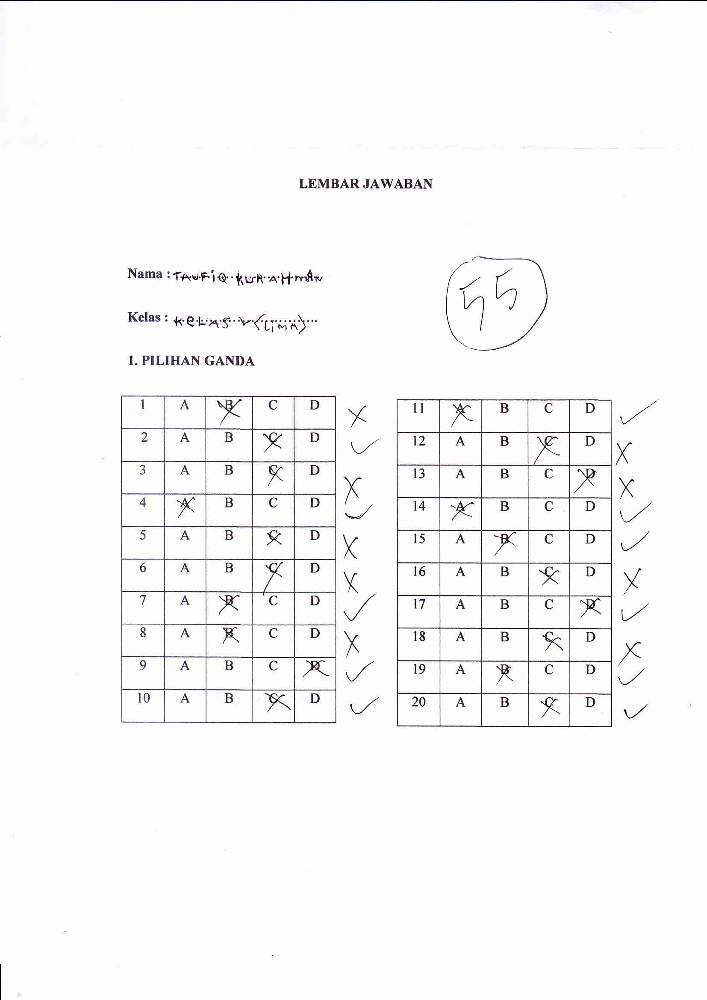 LEMBAR JAWABAN
Nama : TAUFIQ KURAHMAN
55
Kelas : KELAS V (LIMA)
1. PILIHAN GANDA
1 A B C D
2 A B C D
3 A B C D
4 A B C D
5 A B C D
6 A B C D
7 A B C D
8 A B C D
9 A B C D
10 A B C D
11 A B C D
12 A B C D
13 A B C D
14 A B C D
15 A B C D
16 A B C D
17 A B C D
18 A B C D
19 A B C D
20 A B C D